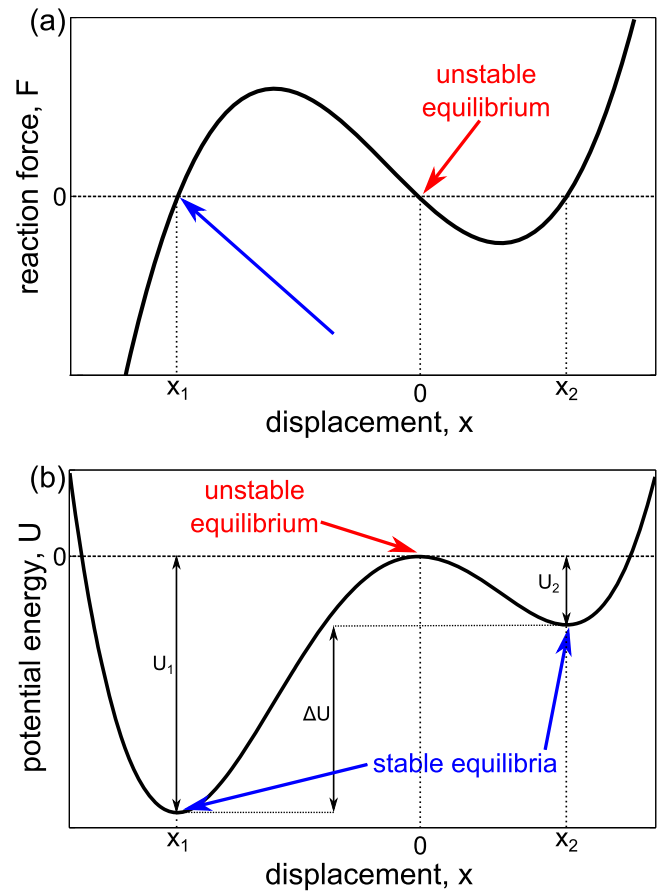 (a)
unstable
equilibrium
reaction force, F
0
x₁
0
x₂
displacement, x
(b)
unstable
equilibrium
potential energy, U
0
U₁
U₂
ΔU
stable equilibria
x₁
0
x₂
displacement, x